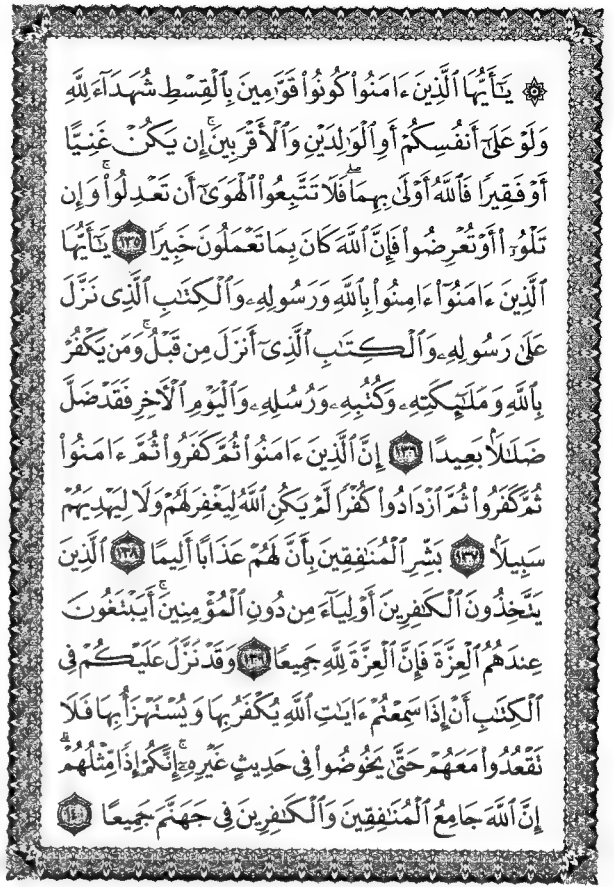 ۞ يَٰٓأَيُّهَا ٱلَّذِينَ ءَامَنُوا۟ كُونُوا۟ قَوَّٰمِينَ بِٱلْقِسْطِ شُهَدَآءَ لِلَّهِ
وَلَوْ عَلَىٰٓ أَنفُسِكُمْ أَوِ ٱلْوَٰلِدَيْنِ وَٱلْأَقْرَبِينَ ۚ إِن يَكُنْ غَنِيًّا
أَوْ فَقِيرًا فَٱللَّهُ أَوْلَىٰ بِهِمَا ۖ فَلَا تَتَّبِعُوا۟ ٱلْهَوَىٰٓ أَن تَعْدِلُوا۟ ۚ وَإِن
تَلْوُۥٓا۟ أَوْ تُعْرِضُوا۟ فَإِنَّ ٱللَّهَ كَانَ بِمَا تَعْمَلُونَ خَبِيرًا ١٣٥ يَٰٓأَيُّهَا
ٱلَّذِينَ ءَامَنُوٓا۟ ءَامِنُوا۟ بِٱللَّهِ وَرَسُولِهِۦ وَٱلْكِتَٰبِ ٱلَّذِى نَزَّلَ
عَلَىٰ رَسُولِهِۦ وَٱلْكِتَٰبِ ٱلَّذِىٓ أَنزَلَ مِن قَبْلُ ۚ وَمَن يَكْفُرْ
بِٱللَّهِ وَمَلَٰٓئِكَتِهِۦ وَكُتُبِهِۦ وَرُسُلِهِۦ وَٱلْيَوْمِ ٱلْءَاخِرِ فَقَدْ ضَلَّ
ضَلَٰلًۢا بَعِيدًا ١٣٦ إِنَّ ٱلَّذِينَ ءَامَنُوا۟ ثُمَّ كَفَرُوا۟ ثُمَّ ءَامَنُوا۟
ثُمَّ كَفَرُوا۟ ثُمَّ ٱزْدَادُوا۟ كُفْرًا لَّمْ يَكُنِ ٱللَّهُ لِيَغْفِرَ لَهُمْ وَلَا لِيَهْدِيَهُمْ
سَبِيلًۢا ١٣٧ بَشِّرِ ٱلْمُنَٰفِقِينَ بِأَنَّ لَهُمْ عَذَابًا أَلِيمًا ١٣٨ ٱلَّذِينَ
يَتَّخِذُونَ ٱلْكَٰفِرِينَ أَوْلِيَآءَ مِن دُونِ ٱلْمُؤْمِنِينَ ۚ أَيَبْتَغُونَ
عِندَهُمُ ٱلْعِزَّةَ فَإِنَّ ٱلْعِزَّةَ لِلَّهِ جَمِيعًا ١٣٩ وَقَدْ نَزَّلَ عَلَيْكُمْ فِى
ٱلْكِتَٰبِ أَنْ إِذَا سَمِعْتُمْ ءَايَٰتِ ٱللَّهِ يُكْفَرُ بِهَا وَيُسْتَهْزَأُ بِهَا فَلَا
تَقْعُدُوا۟ مَعَهُمْ حَتَّىٰ يَخُوضُوا۟ فِى حَدِيثٍ غَيْرِهِۦٓ ۚ إِنَّكُمْ إِذًا مِّثْلُهُمْ ۗ
إِنَّ ٱللَّهَ جَامِعُ ٱلْمُنَٰفِقِينَ وَٱلْكَٰفِرِينَ فِى جَهَنَّمَ جَمِيعًا ١٤٠